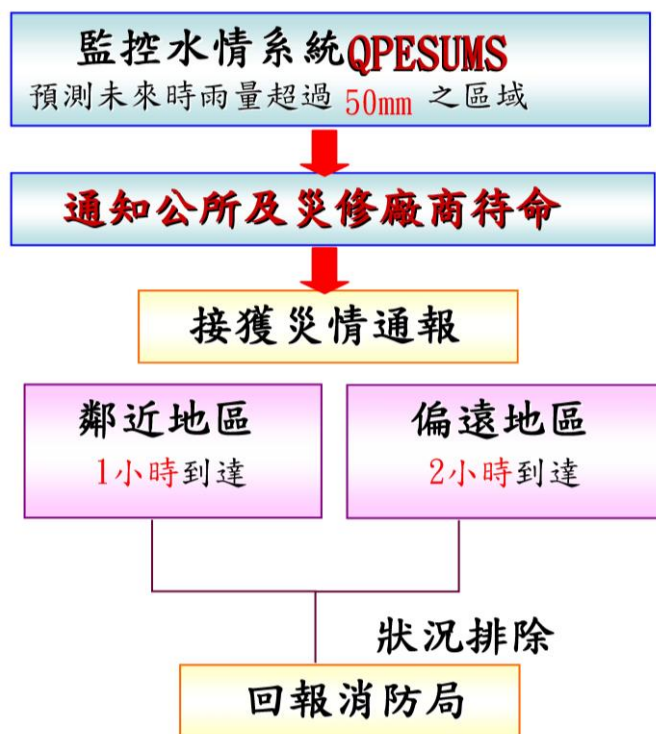 監控水情系統QPESUMS
預測未來時雨量超過 50mm 之區域
通知公所及災修廠商待命
接獲災情通報
鄰近地區
1小時到達
偏遠地區
2小時到達
狀況排除
回報消防局